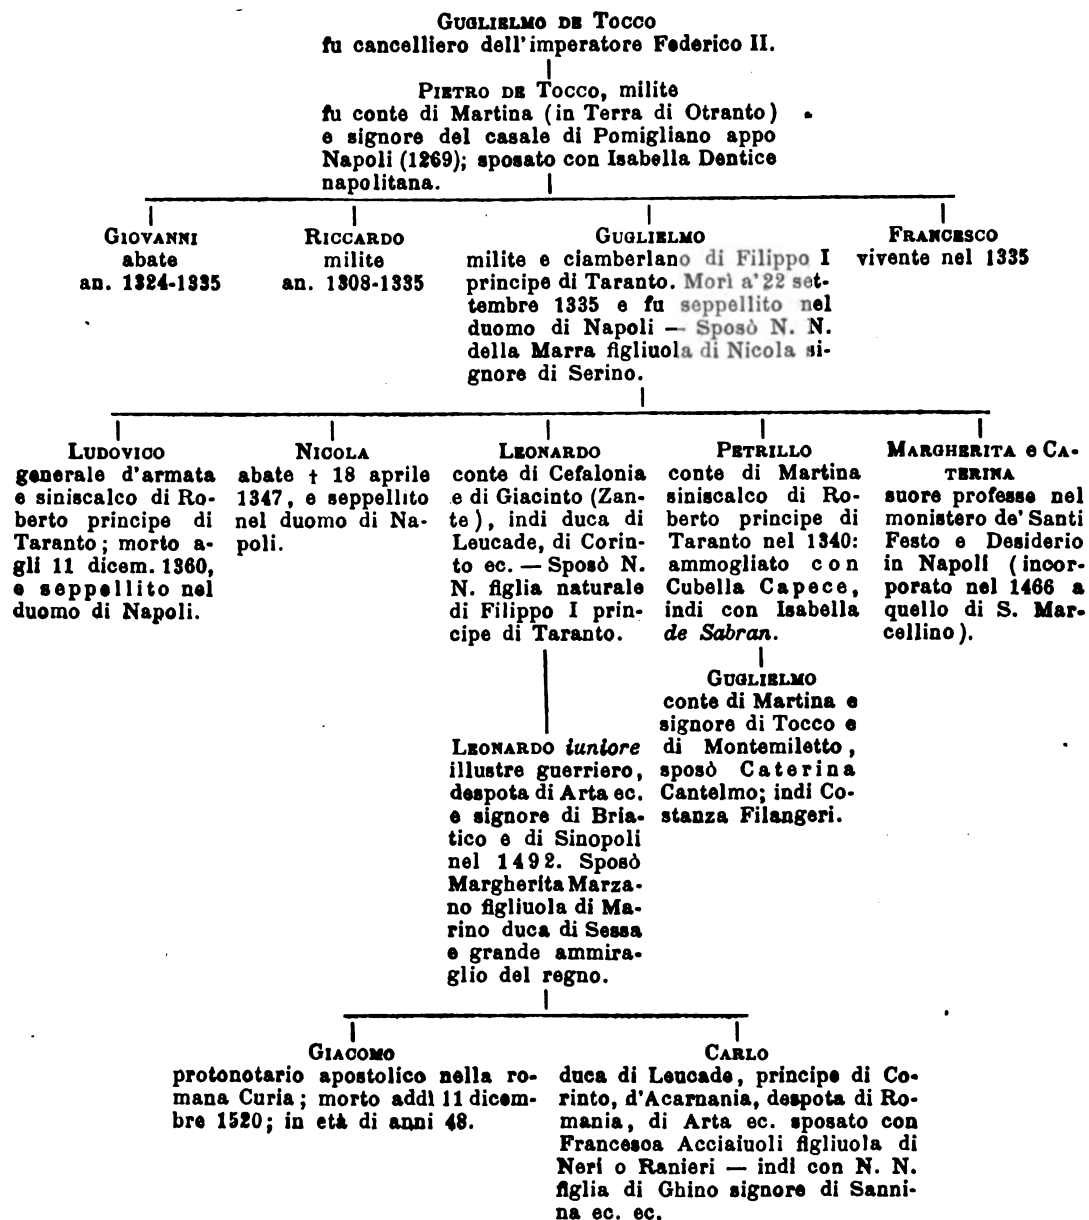 GUGLIELMO DE TOCCO
fu cancelliero dell'imperatore Federico II.
PIETRO DE TOCCO, milite
fu conte di Martina (in Terra di Otranto)
e signore del casale di Pomigliano appo
Napoli (1269); sposato con Isabella Dentice
napolitana.
GIOVANNI
abate
an. 1324-1335
RICCARDO
milite
an. 1308-1335
GUGLIELMO
milite e ciamberlano di Filippo I
principe di Taranto. Morì a' 22 set-
tembre 1335 e fu seppellito nel
duomo di Napoli — Sposò N. N.
della Marra figliuola di Nicola si-
gnore di Serino.
FRANCESCO
vivente nel 1335
LUDOVICO
generale d'armata
e siniscalco di Ro-
berto principe di
Taranto; morto a-
gli 11 dicem. 1360,
e seppellito nel
duomo di Napoli.
NICOLA
abate † 18 aprile
1347, e seppellito
nel duomo di Na-
poli.
LEONARDO
conte di Cefalonia
e di Giacinto (Zan-
te), indi duca di
Leucade, di Corin-
to ec. — Sposò N.
N. figlia naturale
di Filippo I prin-
cipe di Taranto.
PETRILLO
conte di Martina
siniscalco di Ro-
berto principe di
Taranto nel 1340:
ammogliato con
Cubella Capece,
indi con Isabella
de Sabran.
MARGHERITA e CA-
TERINA
suore professe nel
monistero de' Santi
Festo e Desiderio
in Napoli (incor-
porato nel 1466 a
quello di S. Mar-
cellino).
GUGLIELMO
conte di Martina e
signore di Tocco e
di Montemiletto,
sposò Caterina
Cantelmo; indi Co-
stanza Filangeri.
LEONARDO iuniore
illustre guerriero,
despota di Arta ec.
e signore di Bria-
tico e di Sinopoli
nel 1492. Sposò
Margherita Marza-
no figliuola di Ma-
rino duca di Sessa
e grande ammira-
glio del regno.
GIACOMO
protonotario apostolico nella ro-
mana Curia; morto addì 11 dicem-
bre 1520; in età di anni 48.
CARLO
duca di Leucade, principe di Co-
rinto, d'Acarnania, despota di Ro-
mania, di Arta ec. sposato con
Francesca Acciaiuoli figliuola di
Neri o Ranieri — indi con N. N.
figlia di Ghino signore di Sanni-
na ec. ec.